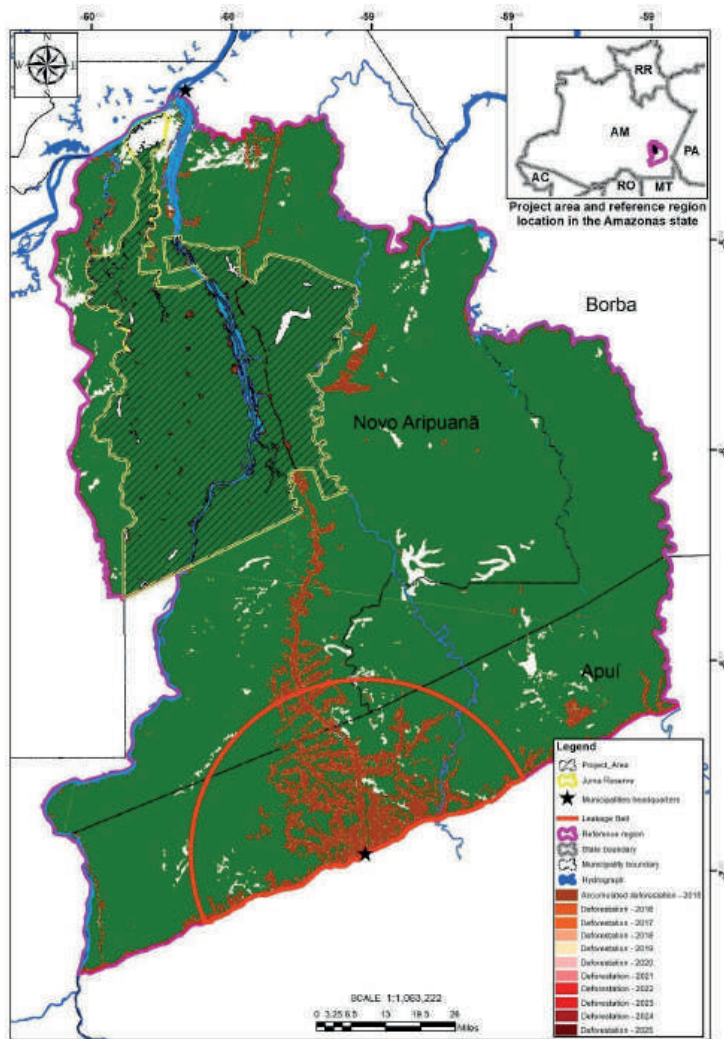 -60
-60
-59
-59
-59
N
W
E
S
RR
AM
PA
AC
RO
MT
Project area and reference region
location in the Amazonas state
Borba
Novo Aripuanã
Apuí
Legend
Project_Area
Juma Reserve
Municipalities headquarters
Leakage Belt
Reference region
State boundary
Municipality boundary
Hydrograph
Accumulated deforestation - 2015
Deforestation - 2016
Deforestation - 2017
Deforestation - 2018
Deforestation - 2019
Deforestation - 2020
Deforestation - 2021
Deforestation - 2022
Deforestation - 2023
Deforestation - 2024
Deforestation - 2025
SCALE 1:1,063,222
0 3.25 6.5 13 19.5 26
Miles